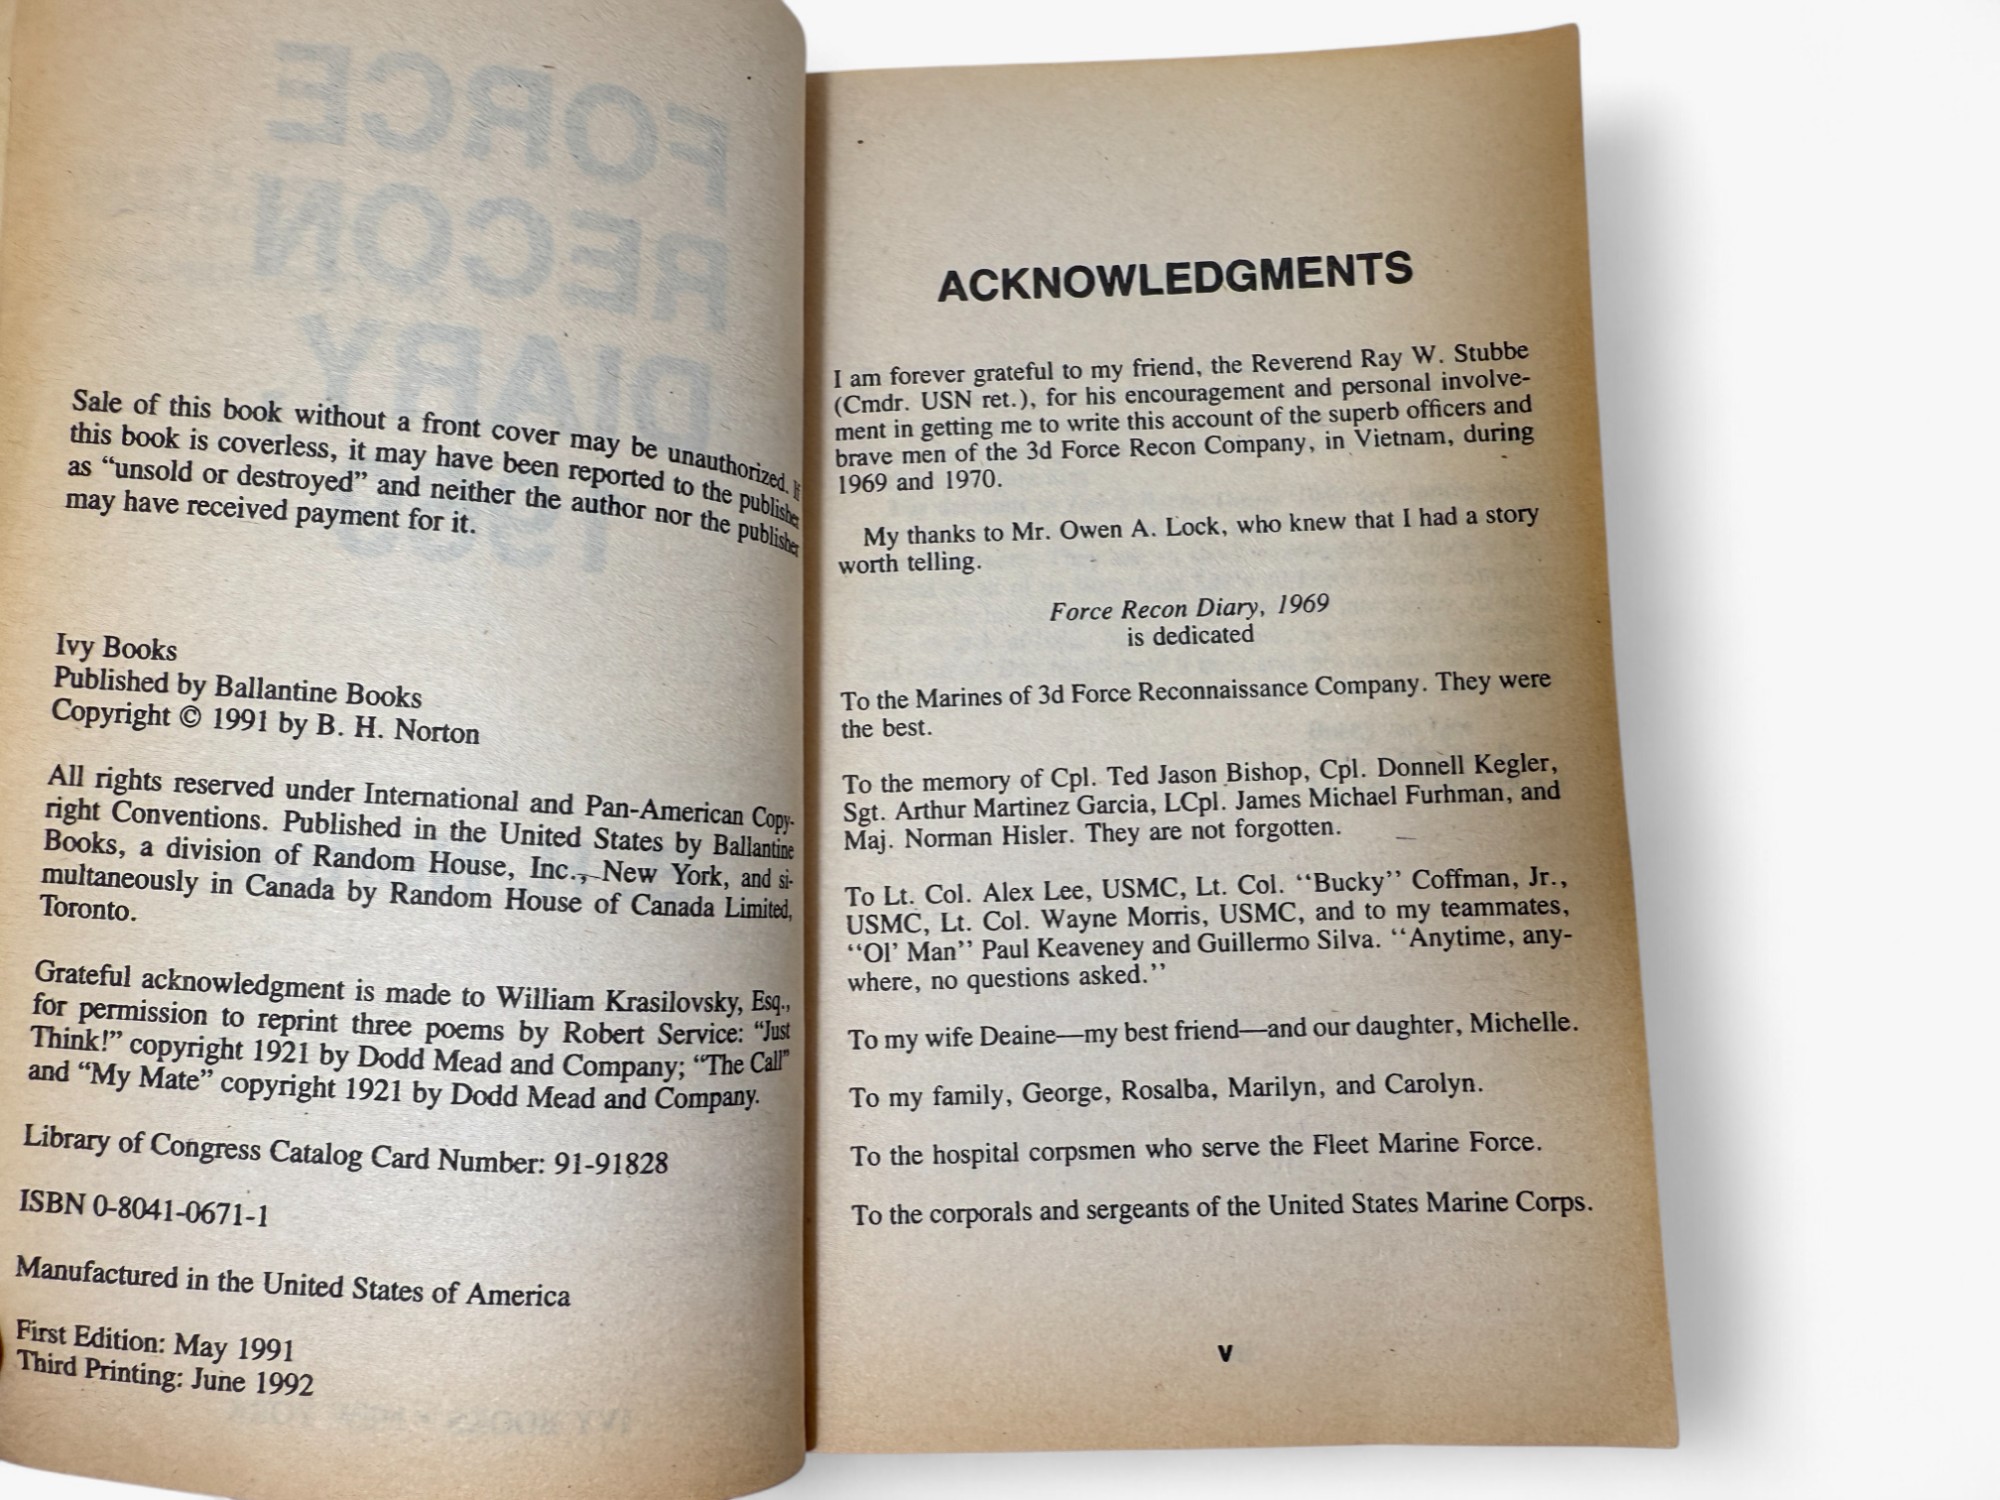 Sale of this book without a front cover may be unauthorized. If
this book is coverless, it may have been reported to the publisher
as “unsold or destroyed” and neither the author nor the publisher
may have received payment for it.
Ivy Books
Published by Ballantine Books
Copyright © 1991 by B. H. Norton
All rights reserved under International and Pan-American Copy-
right Conventions. Published in the United States by Ballantine
Books, a division of Random House, Inc., New York, and si-
multaneously in Canada by Random House of Canada Limited,
Toronto.
Grateful acknowledgment is made to William Krasilovsky, Esq.,
for permission to reprint three poems by Robert Service: “Just
Think!” copyright 1921 by Dodd Mead and Company; “The Call”
and “My Mate” copyright 1921 by Dodd Mead and Company.
Library of Congress Catalog Card Number: 91-91828
ISBN 0-8041-0671-1
Manufactured in the United States of America
First Edition: May 1991
Third Printing: June 1992
FORCE
RECON
DIARY,
1969
IVY BOOKS • NEW YORK
ACKNOWLEDGMENTS
I am forever grateful to my friend, the Reverend Ray W. Stubbe
(Cmdr. USN ret.), for his encouragement and personal involve-
ment in getting me to write this account of the superb officers and
brave men of the 3d Force Recon Company, in Vietnam, during
1969 and 1970.
My thanks to Mr. Owen A. Lock, who knew that I had a story
worth telling.
Force Recon Diary, 1969
is dedicated
To the Marines of 3d Force Reconnaissance Company. They were
the best.
To the memory of Cpl. Ted Jason Bishop, Cpl. Donnell Kegler,
Sgt. Arthur Martinez Garcia, LCpl. James Michael Furhman, and
Maj. Norman Hisler. They are not forgotten.
To Lt. Col. Alex Lee, USMC, Lt. Col. “Bucky” Coffman, Jr.,
USMC, Lt. Col. Wayne Morris, USMC, and to my teammates,
“Ol’ Man” Paul Keaveney and Guillermo Silva. “Anytime, any-
where, no questions asked.”
To my wife Deaine—my best friend—and our daughter, Michelle.
To my family, George, Rosalba, Marilyn, and Carolyn.
To the hospital corpsmen who serve the Fleet Marine Force.
To the corporals and sergeants of the United States Marine Corps.
v